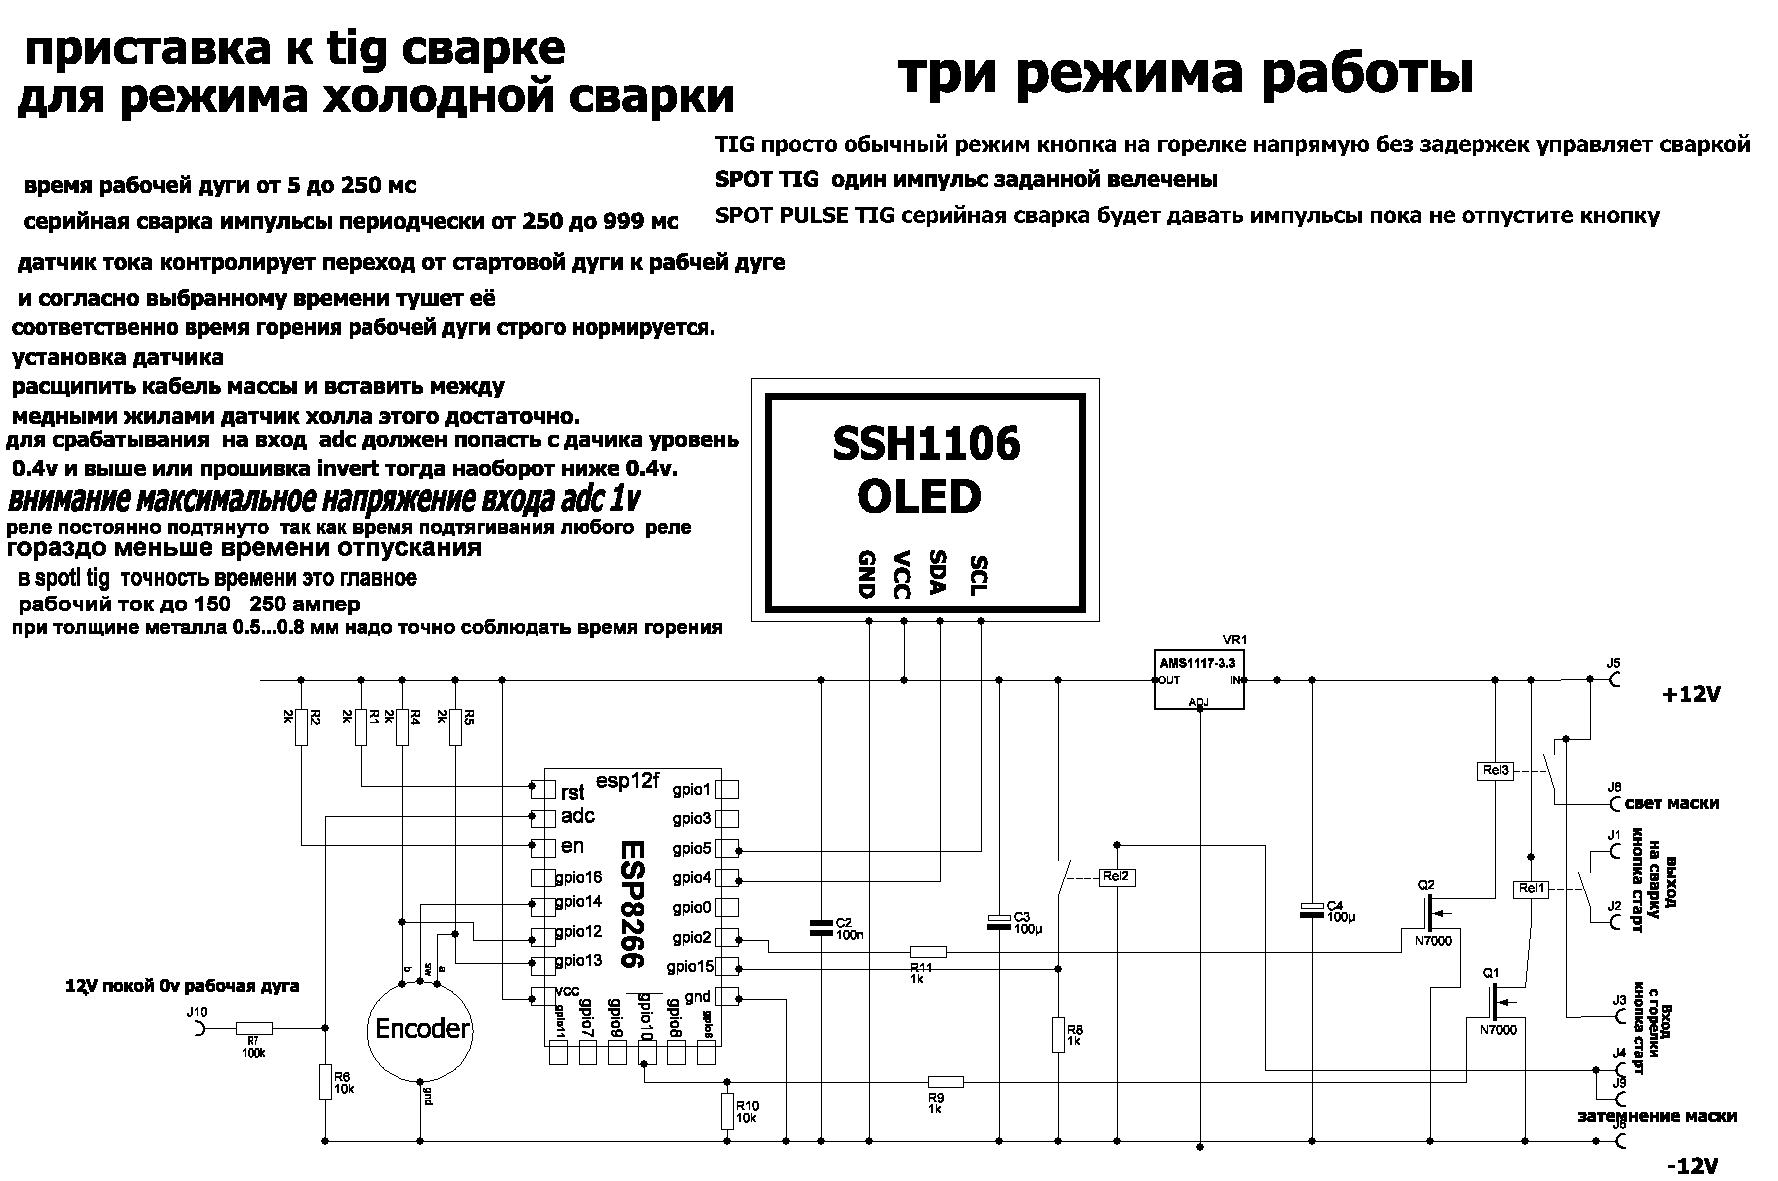 приставка к tig сварке
для режима холодной сварки
три режима работы
TIG просто обычный режим кнопка на горелке напрямую без задержек управляет сваркой
SPOT TIG один импульс заданной велечены
SPOT PULSE TIG серийная сварка будет давать импульсы пока не отпустите кнопку
время рабочей дуги от 5 до 250 мс
серийная сварка импульсы периодчески от 250 до 999 мс
датчик тока контролирует переход от стартовой дуги к рабчей дуге
и согласно выбранному времени тушет её
соответственно время горения рабочей дуги строго нормируется.
установка датчика
расщипить кабель массы и вставить между
медными жилами датчик холла этого достаточно.
для срабатывания на вход adc должен попасть с дачика уровень
0.4v и выше или прошивка invert тогда наоборот ниже 0.4v.
внимание максимальное напряжение входа adc 1v
реле постоянно подтянуто так как время подтягивания любого реле
гораздо меньше времени отпускания
в spotl tig точность времени это главное
рабочий ток до 150 250 ампер
при толщине металла 0.5...0.8 мм надо точно соблюдать время горения
SSH1106
OLED
GND
VCC
SDA
SCL
VR1
AMS1117-3.3
OUT
IN
ADJ
J5
+12V
R2
2k
R1
2k
R4
2k
R5
2k
esp12f
ESP8266
rst
adc
en
gpio16
gpio14
gpio12
gpio13
vcc
gpio1
gpio3
gpio5
gpio4
gpio0
gpio2
gpio15
gnd
gpio11
gpio7
gpio9
gpio10
gpio8
gpio6
Rel3
J8
свет маски
J1
J2
выход
на сварку
кнопка старт
Rel2
Rel1
Q2
N7000
Q1
N7000
C2
100n
C3
100µ
C4
100µ
R11
1k
R8
1k
R9
1k
R10
10k
12V покой 0v рабочая дуга
J10
R7
100k
R6
10k
b
sw
a
Encoder
gnd
J3
J4
Вход
с горелки
кнопка старт
J9
затемнение маски
J6
-12V